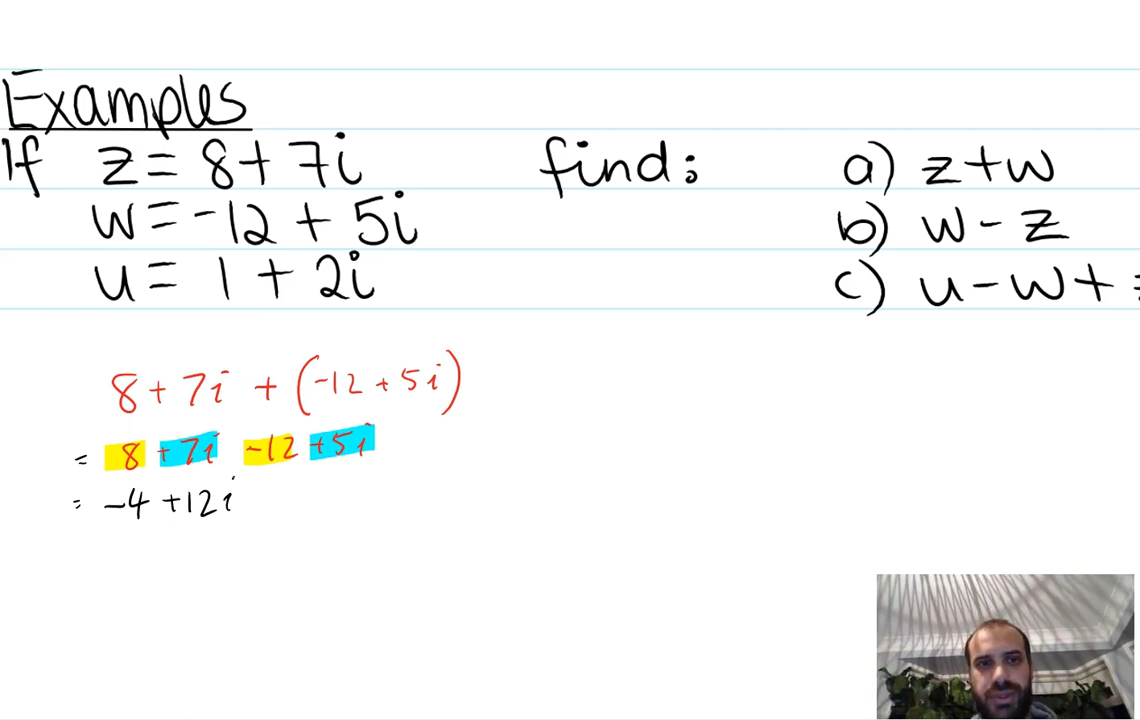 Examples
If z = 8 + 7i find: a) z + w
w = -12 + 5i b) w - z
u = 1 + 2i c) u - w +
8 + 7i + (-12 + 5i)
= 8 + 7i -12 + 5i
= -4 + 12i